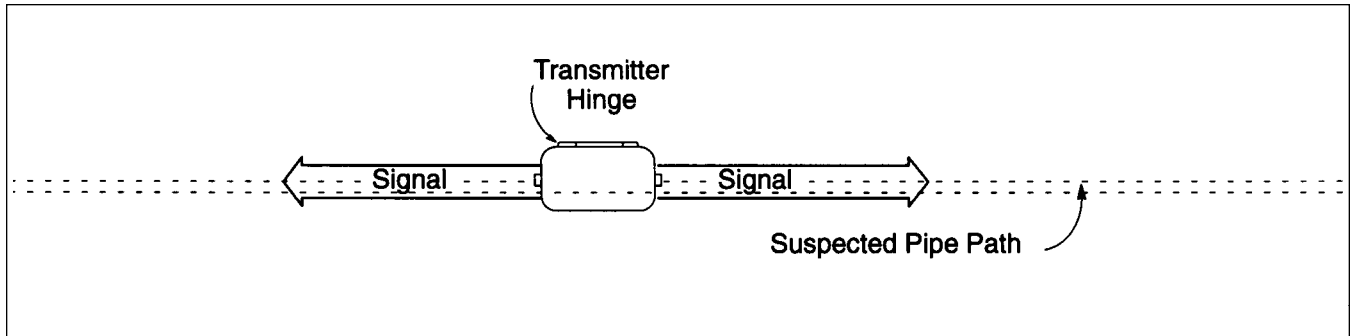 Transmitter
Hinge
Signal
Signal
Suspected Pipe Path